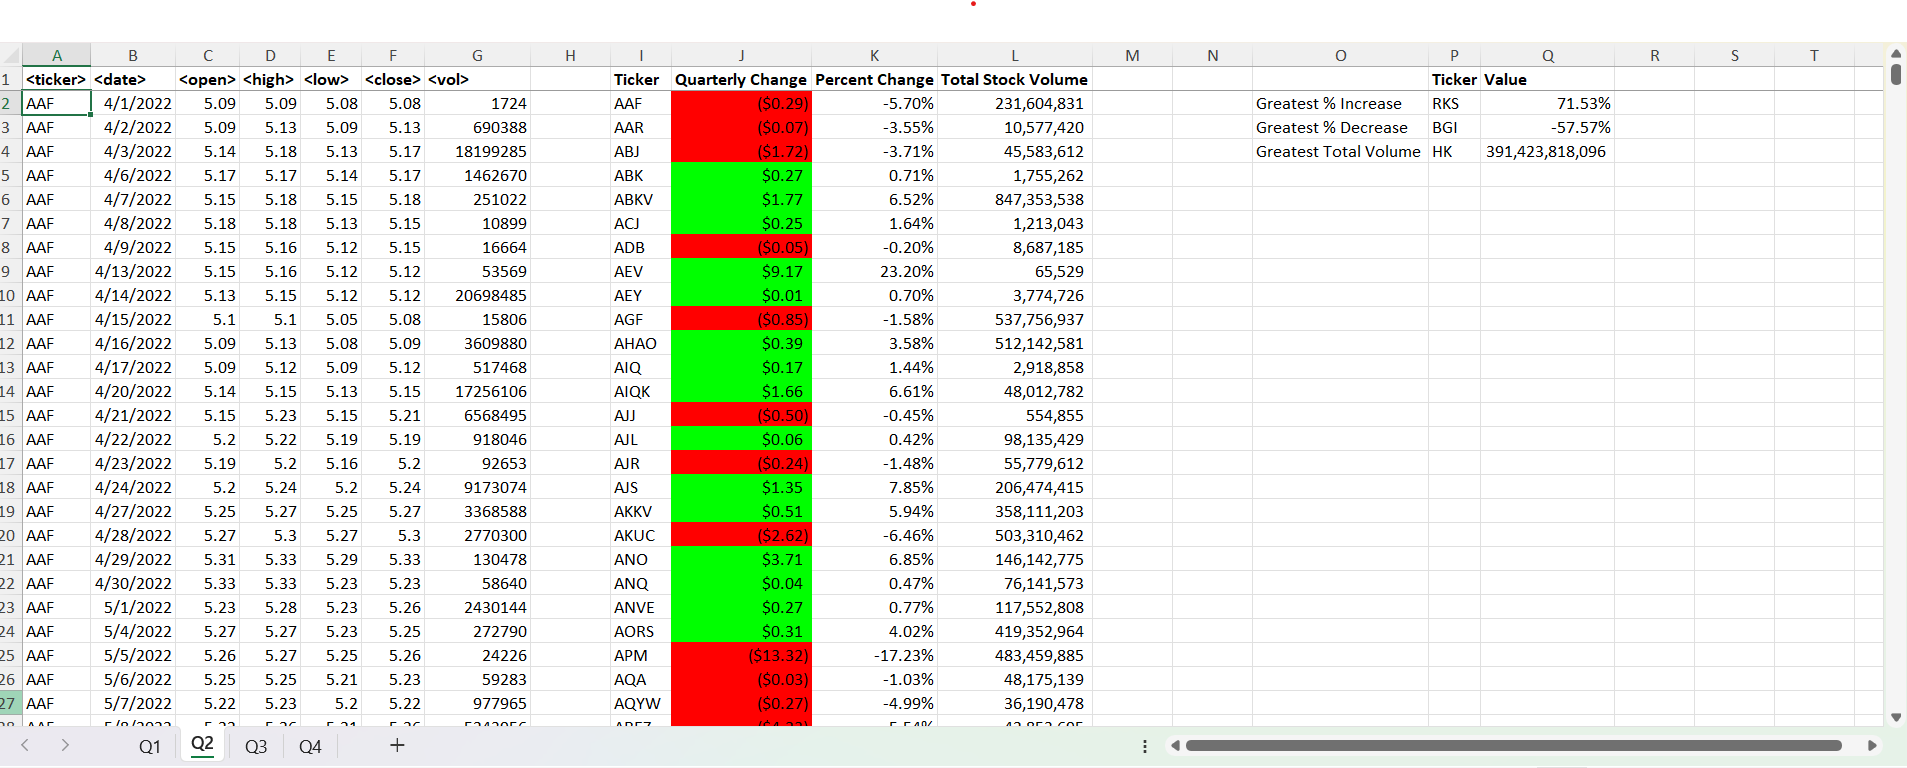 A B C D E F G H I J K L M N O P Q R S T
1 <ticker> <date> <open> <high> <low> <close> <vol> Ticker Quarterly Change Percent Change Total Stock Volume Ticker Value
2 AAF 4/1/2022 5.09 5.09 5.08 5.08 1724 AAF ($0.29) -5.70% 231,604,831 Greatest % Increase RKS 71.53%
3 AAF 4/2/2022 5.09 5.13 5.09 5.13 690388 AAR ($0.07) -3.55% 10,577,420 Greatest % Decrease BGI -57.57%
4 AAF 4/3/2022 5.14 5.18 5.13 5.17 18199285 ABJ ($1.72) -3.71% 45,583,612 Greatest Total Volume HK 391,423,818,096
5 AAF 4/6/2022 5.17 5.17 5.14 5.17 1462670 ABK $0.27 0.71% 1,755,262
6 AAF 4/7/2022 5.15 5.18 5.15 5.18 251022 ABKV $1.77 6.52% 847,353,538
7 AAF 4/8/2022 5.18 5.18 5.13 5.15 10899 ACJ $0.25 1.64% 1,213,043
8 AAF 4/9/2022 5.15 5.16 5.12 5.15 16664 ADB ($0.05) -0.20% 8,687,185
9 AAF 4/13/2022 5.15 5.16 5.12 5.12 53569 AEV $9.17 23.20% 65,529
10 AAF 4/14/2022 5.13 5.15 5.12 5.12 20698485 AEY $0.01 0.70% 3,774,726
11 AAF 4/15/2022 5.1 5.1 5.05 5.08 15806 AGF ($0.85) -1.58% 537,756,937
12 AAF 4/16/2022 5.09 5.13 5.08 5.09 3609880 AHAO $0.39 3.58% 512,142,581
13 AAF 4/17/2022 5.09 5.12 5.09 5.12 517468 AIQ $0.17 1.44% 2,918,858
14 AAF 4/20/2022 5.14 5.15 5.13 5.15 17256106 AIQK $1.66 6.61% 48,012,782
15 AAF 4/21/2022 5.15 5.23 5.15 5.21 6568495 AJJ ($0.50) -0.45% 554,855
16 AAF 4/22/2022 5.2 5.22 5.19 5.19 918046 AJL $0.06 0.42% 98,135,429
17 AAF 4/23/2022 5.19 5.2 5.16 5.2 92653 AJR ($0.24) -1.48% 55,779,612
18 AAF 4/24/2022 5.2 5.24 5.2 5.24 9173074 AJS $1.35 7.85% 206,474,415
19 AAF 4/27/2022 5.25 5.27 5.25 5.27 3368588 AKKV $0.51 5.94% 358,111,203
20 AAF 4/28/2022 5.27 5.3 5.27 5.3 2770300 AKUC ($2.62) -6.46% 503,310,462
21 AAF 4/29/2022 5.31 5.33 5.29 5.33 130478 ANO $3.71 6.85% 146,142,775
22 AAF 4/30/2022 5.33 5.33 5.23 5.23 58640 ANQ $0.04 0.47% 76,141,573
23 AAF 5/1/2022 5.23 5.28 5.23 5.26 2430144 ANVE $0.27 0.77% 117,552,808
24 AAF 5/4/2022 5.27 5.27 5.23 5.25 272790 AORS $0.31 4.02% 419,352,964
25 AAF 5/5/2022 5.26 5.27 5.25 5.26 24226 APM ($13.32) -17.23% 483,459,885
26 AAF 5/6/2022 5.25 5.25 5.21 5.23 59283 AQA ($0.03) -1.03% 48,175,139
27 AAF 5/7/2022 5.22 5.23 5.2 5.22 977965 AQYW ($0.27) -4.99% 36,190,478
Q1 Q2 Q3 Q4